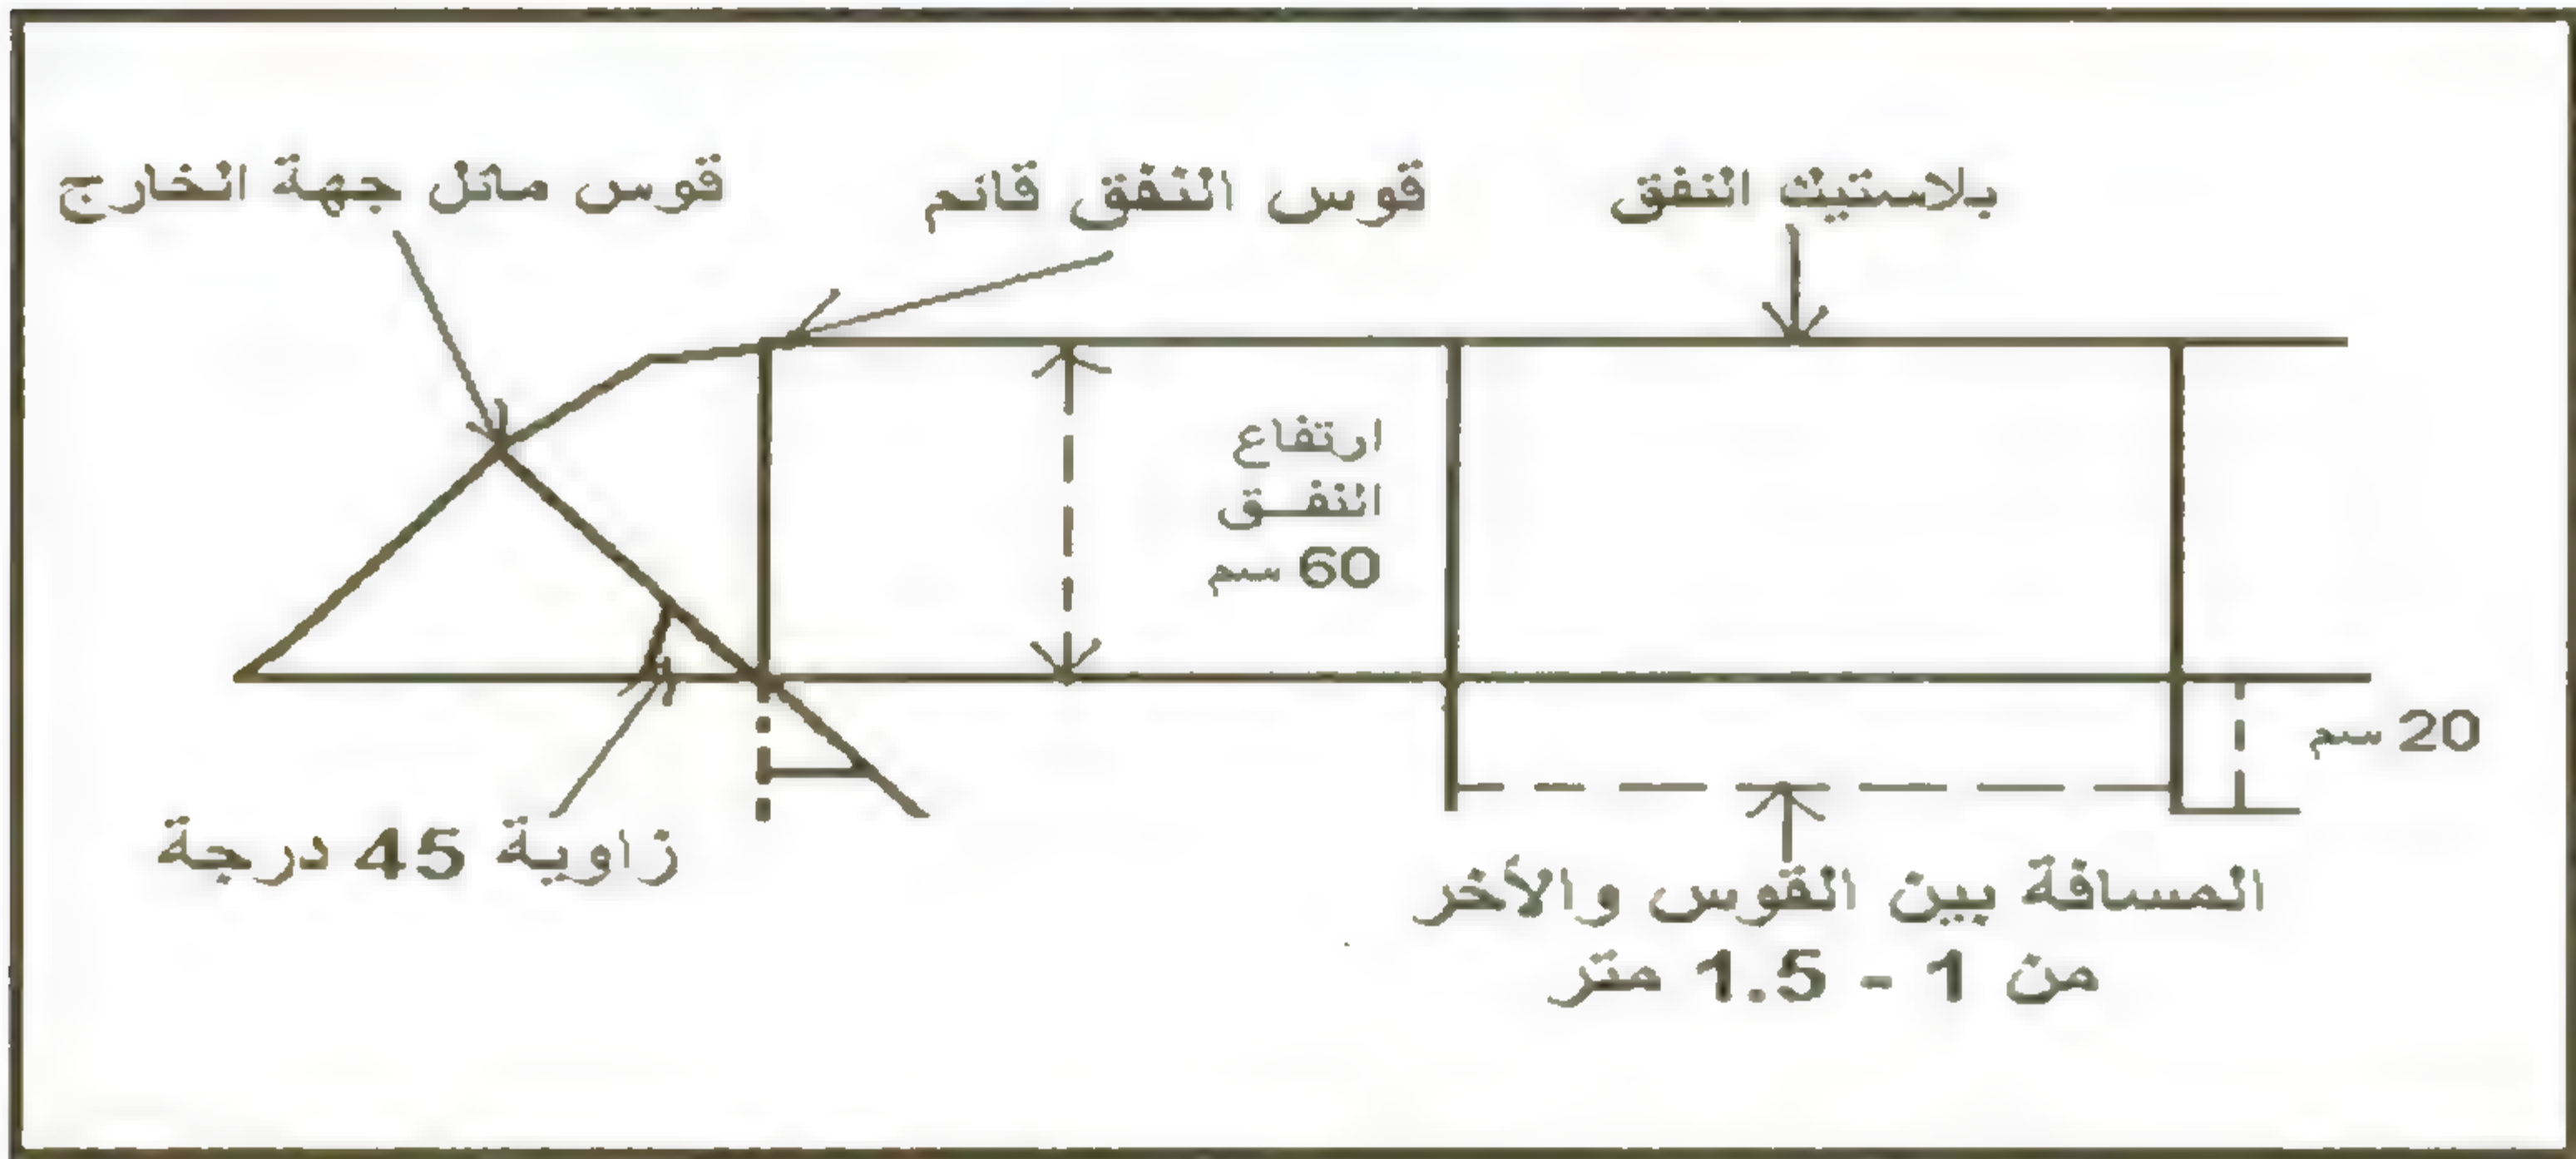 بلاستيك النفق
قوس النفق قائم
قوس مائل جهة الخارج
ارتفاع
النفـق
60 سم
20 سم
زاوية 45 درجة
المسافة بين القوس والأخر
من 1 - 1.5 متر